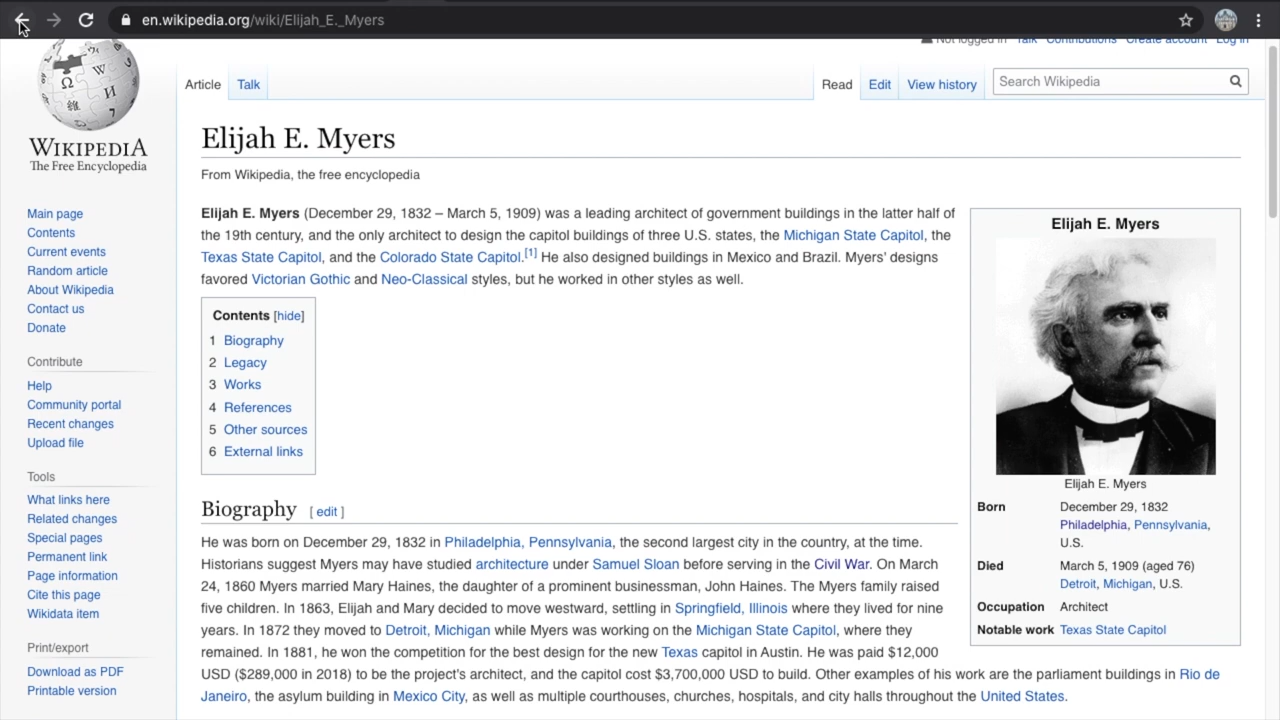 en.wikipedia.org/wiki/Elijah_E._Myers
Not logged in Talk Contributions Create account Log in
WIKIPEDIA
The Free Encyclopedia
Article Talk Read Edit View history Search Wikipedia
Elijah E. Myers
From Wikipedia, the free encyclopedia
Elijah E. Myers (December 29, 1832 – March 5, 1909) was a leading architect of government buildings in the latter half of
the 19th century, and the only architect to design the capitol buildings of three U.S. states, the Michigan State Capitol, the
Texas State Capitol, and the Colorado State Capitol.[1] He also designed buildings in Mexico and Brazil. Myers' designs
favored Victorian Gothic and Neo-Classical styles, but he worked in other styles as well.
Contents [hide]
1 Biography
2 Legacy
3 Works
4 References
5 Other sources
6 External links
Biography [ edit ]
He was born on December 29, 1832 in Philadelphia, Pennsylvania, the second largest city in the country, at the time.
Historians suggest Myers may have studied architecture under Samuel Sloan before serving in the Civil War. On March
24, 1860 Myers married Mary Haines, the daughter of a prominent businessman, John Haines. The Myers family raised
five children. In 1863, Elijah and Mary decided to move westward, settling in Springfield, Illinois where they lived for nine
years. In 1872 they moved to Detroit, Michigan while Myers was working on the Michigan State Capitol, where they
remained. In 1881, he won the competition for the best design for the new Texas capitol in Austin. He was paid $12,000
USD ($289,000 in 2018) to be the project's architect, and the capitol cost $3,700,000 USD to build. Other examples of his work are the parliament buildings in Rio de
Janeiro, the asylum building in Mexico City, as well as multiple courthouses, churches, hospitals, and city halls throughout the United States.
Elijah E. Myers
Elijah E. Myers
Born December 29, 1832
Philadelphia, Pennsylvania,
U.S.
Died March 5, 1909 (aged 76)
Detroit, Michigan, U.S.
Occupation Architect
Notable work Texas State Capitol
Main page
Contents
Current events
Random article
About Wikipedia
Contact us
Donate
Contribute
Help
Community portal
Recent changes
Upload file
Tools
What links here
Related changes
Special pages
Permanent link
Page information
Cite this page
Wikidata item
Print/export
Download as PDF
Printable version